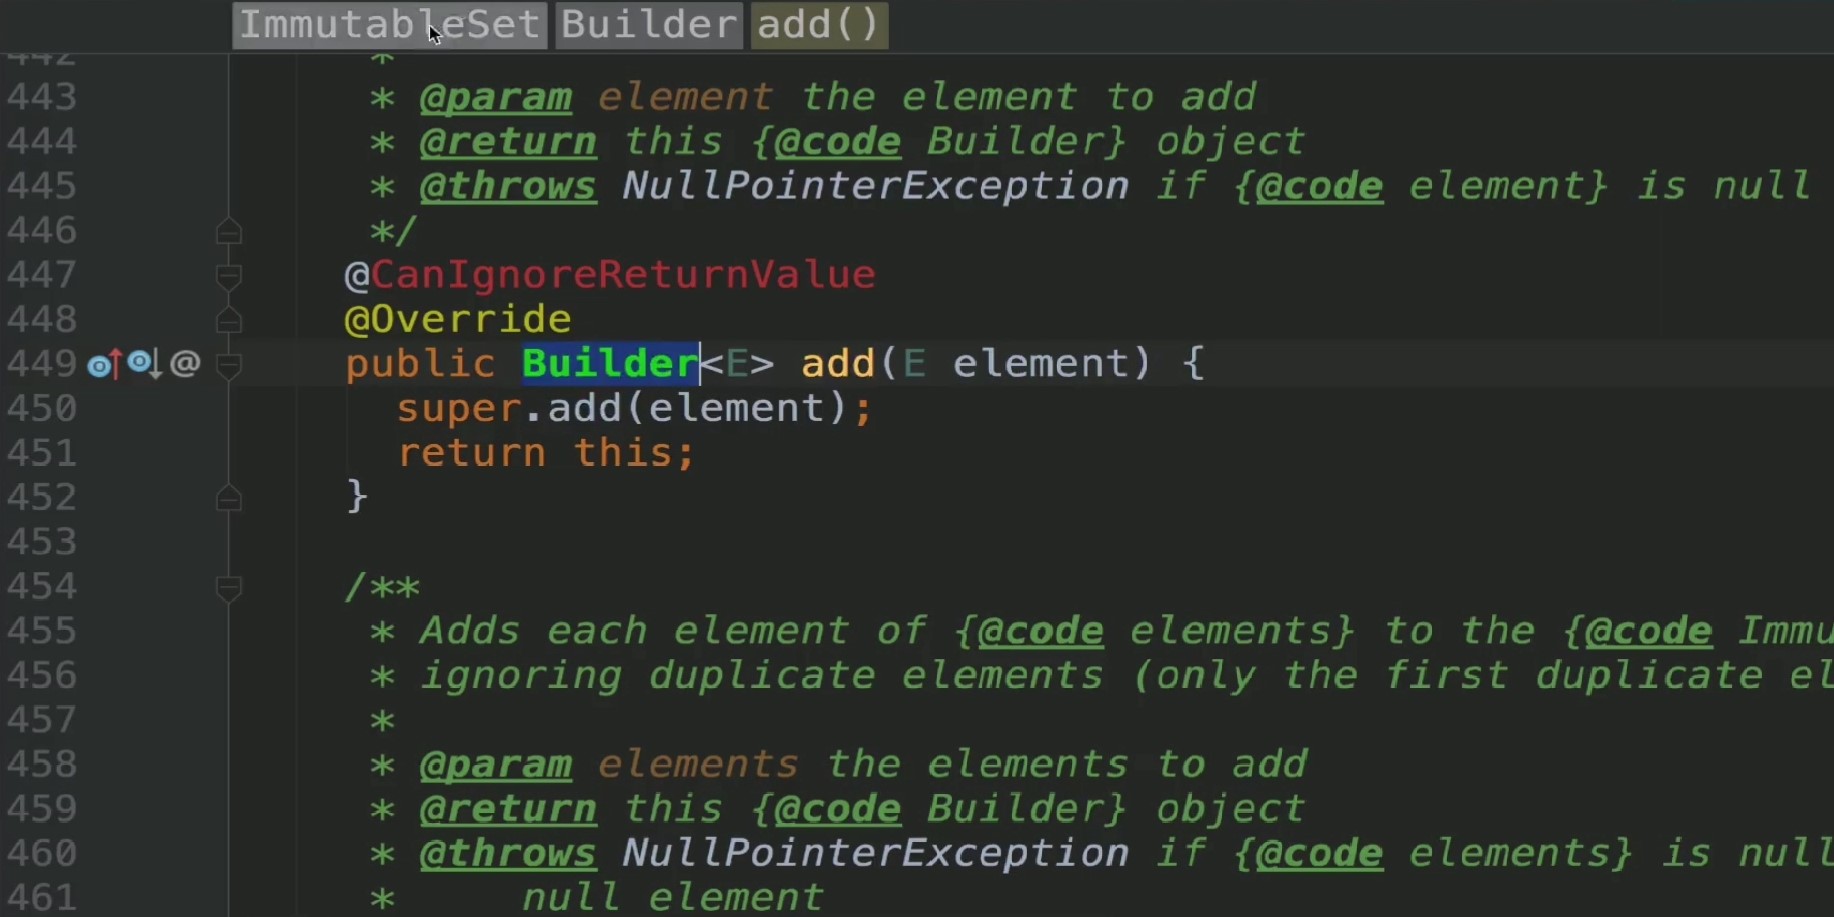 ImmutableSet Builder add()
442 *
443 * @param element the element to add
444 * @return this {@code Builder} object
445 * @throws NullPointerException if {@code element} is null
446 */
447 @CanIgnoreReturnValue
448 @Override
449 @ public Builder<E> add(E element) {
450 super.add(element);
451 return this;
452 }
453
454 /**
455 * Adds each element of {@code elements} to the {@code Immu
456 * ignoring duplicate elements (only the first duplicate el
457 *
458 * @param elements the elements to add
459 * @return this {@code Builder} object
460 * @throws NullPointerException if {@code elements} is null
461 * null element